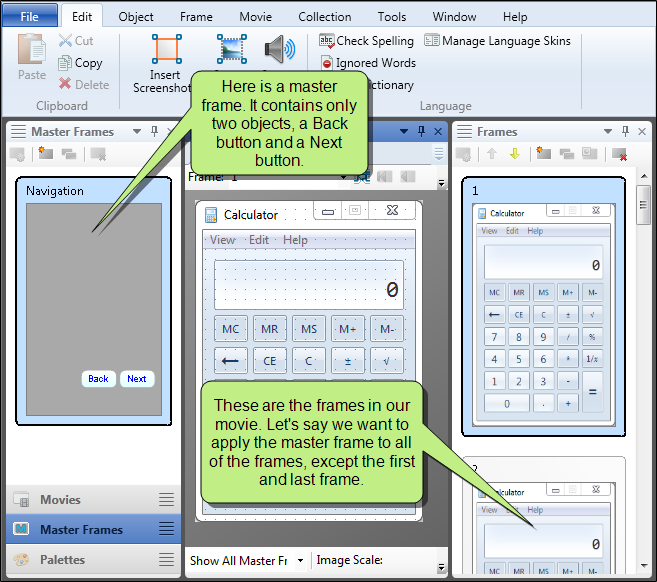 File Edit Object Frame Movie Collection Tools Window Help
Paste
Cut
Copy
Delete
Clipboard
Insert
Screenshot
Check Spelling
Ignored Words
Manage Language Skins
Language
Here is a master
frame. It contains only
two objects, a Back
button and a Next
button.
Master Frames
Navigation
Back Next
Movies
Master Frames
Palettes
Frame: 1
Calculator
View Edit Help
0
MC MR MS M+ M-
← CE C ± √
These are the frames in our
movie. Let's say we want to
apply the master frame to all
of the frames, except the first
and last frame.
Show All Master Fr
Image Scale:
Frames
1
Calculator
View Edit Help
0
MC MR MS M+ M-
← CE C ± √
7 8 9 / %
4 5 6 * 1/x
1 2 3 - =
0 . +
2
Calculator
View Edit Help
0
MC MR MS M+ M-